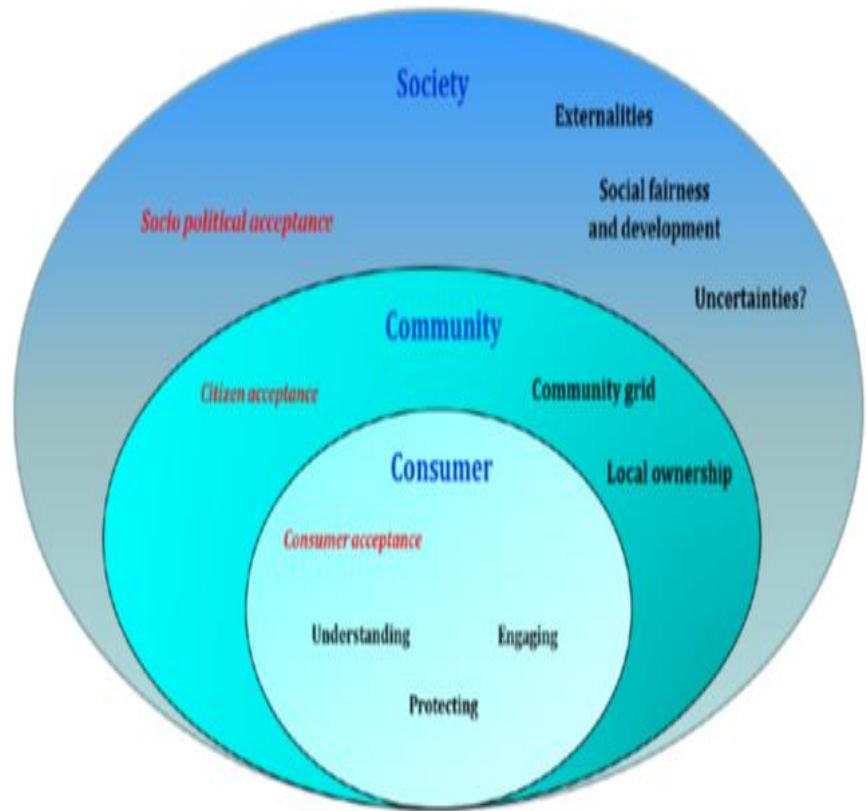 Society
Externalities
Social fairness
and development
Socio political acceptance
Uncertainties?
Community
Citizen acceptance
Community grid
Consumer
Local ownership
Consumer acceptance
Understanding
Engaging
Protecting